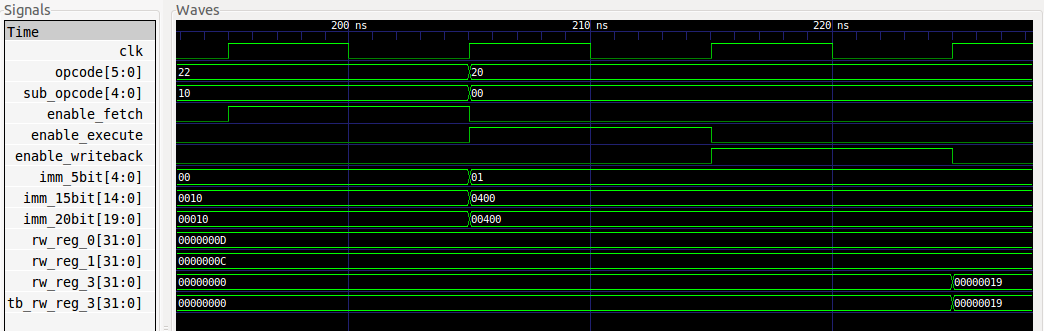 Signals Waves
Time 200 ns 210 ns 220 ns
clk
opcode[5:0] 22 20
sub_opcode[4:0] 10 00
enable_fetch
enable_execute
enable_writeback
imm_5bit[4:0] 00 01
imm_15bit[14:0] 0010 0400
imm_20bit[19:0] 00010 00400
rw_reg_0[31:0] 0000000D
rw_reg_1[31:0] 0000000C
rw_reg_3[31:0] 00000000 00000019
tb_rw_reg_3[31:0] 00000000 00000019